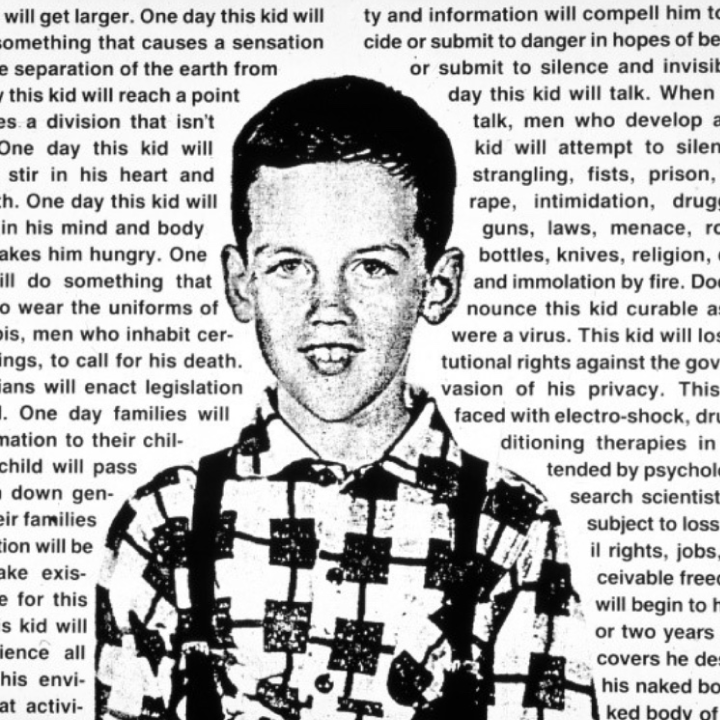 will get larger. One day this kid will
something that causes a sensation
e separation of the earth from
y this kid will reach a point
es a division that isn't
One day this kid will
stir in his heart and
th. One day this kid will
in his mind and body
akes him hungry. One
ill do something that
o wear the uniforms of
bis, men who inhabit cer-
ings, to call for his death.
ians will enact legislation
l. One day families will
mation to their chil-
child will pass
n down gen-
eir families
tion will be
ake exis-
e for this
s kid will
ience all
his envi-
at activi-
ty and information will compell him to
cide or submit to danger in hopes of be
or submit to silence and invisib
day this kid will talk. When
talk, men who develop a
kid will attempt to silen
strangling, fists, prison,
rape, intimidation, drugg
guns, laws, menace, ro
bottles, knives, religion,
and immolation by fire. Doc
nounce this kid curable as
were a virus. This kid will los
tutional rights against the gov
vasion of his privacy. This
faced with electro-shock, dru
ditioning therapies in
tended by psycholo
search scientist
subject to loss
il rights, jobs,
ceivable freed
will begin to h
or two years
covers he des
his naked bo
ked body of